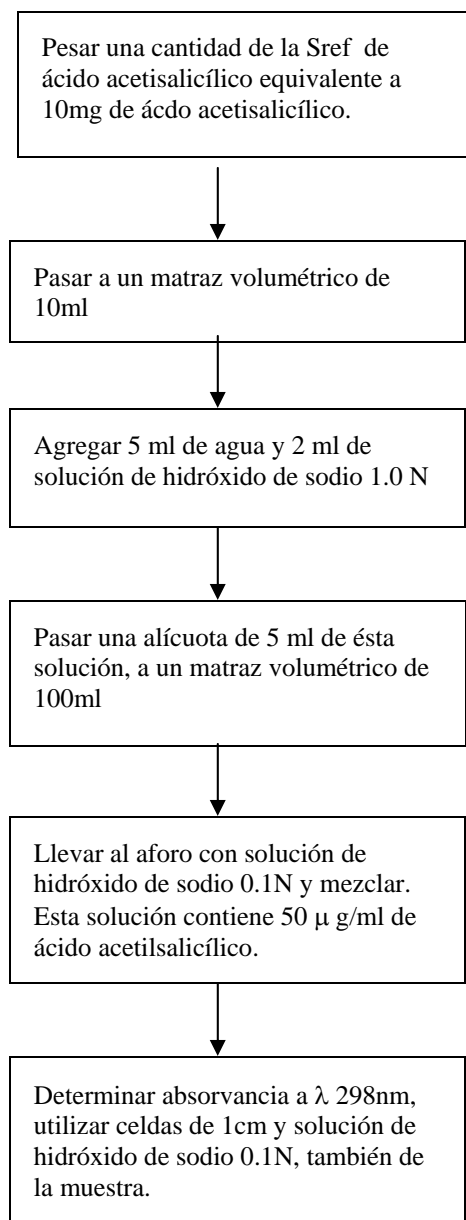 Pesar una cantidad de la Sref de
ácido acetisalicílico equivalente a
10mg de ácdo acetisalicílico.
Pasar a un matraz volumétrico de
10ml
Agregar 5 ml de agua y 2 ml de
solución de hidróxido de sodio 1.0 N
Pasar una alícuota de 5 ml de ésta
solución, a un matraz volumétrico de
100ml
Llevar al aforo con solución de
hidróxido de sodio 0.1N y mezclar.
Esta solución contiene 50 μ g/ml de
ácido acetilsalicílico.
Determinar absorvancia a λ 298nm,
utilizar celdas de 1cm y solución de
hidróxido de sodio 0.1N, también de
la muestra.